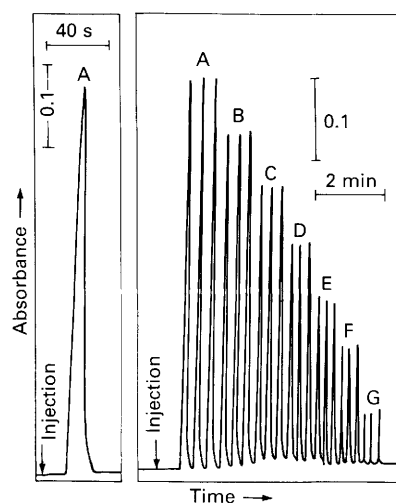 40 s
A
0.1
Absorbance →
Injection
A
B
C
D
E
F
G
0.1
2 min
Injection
Time →